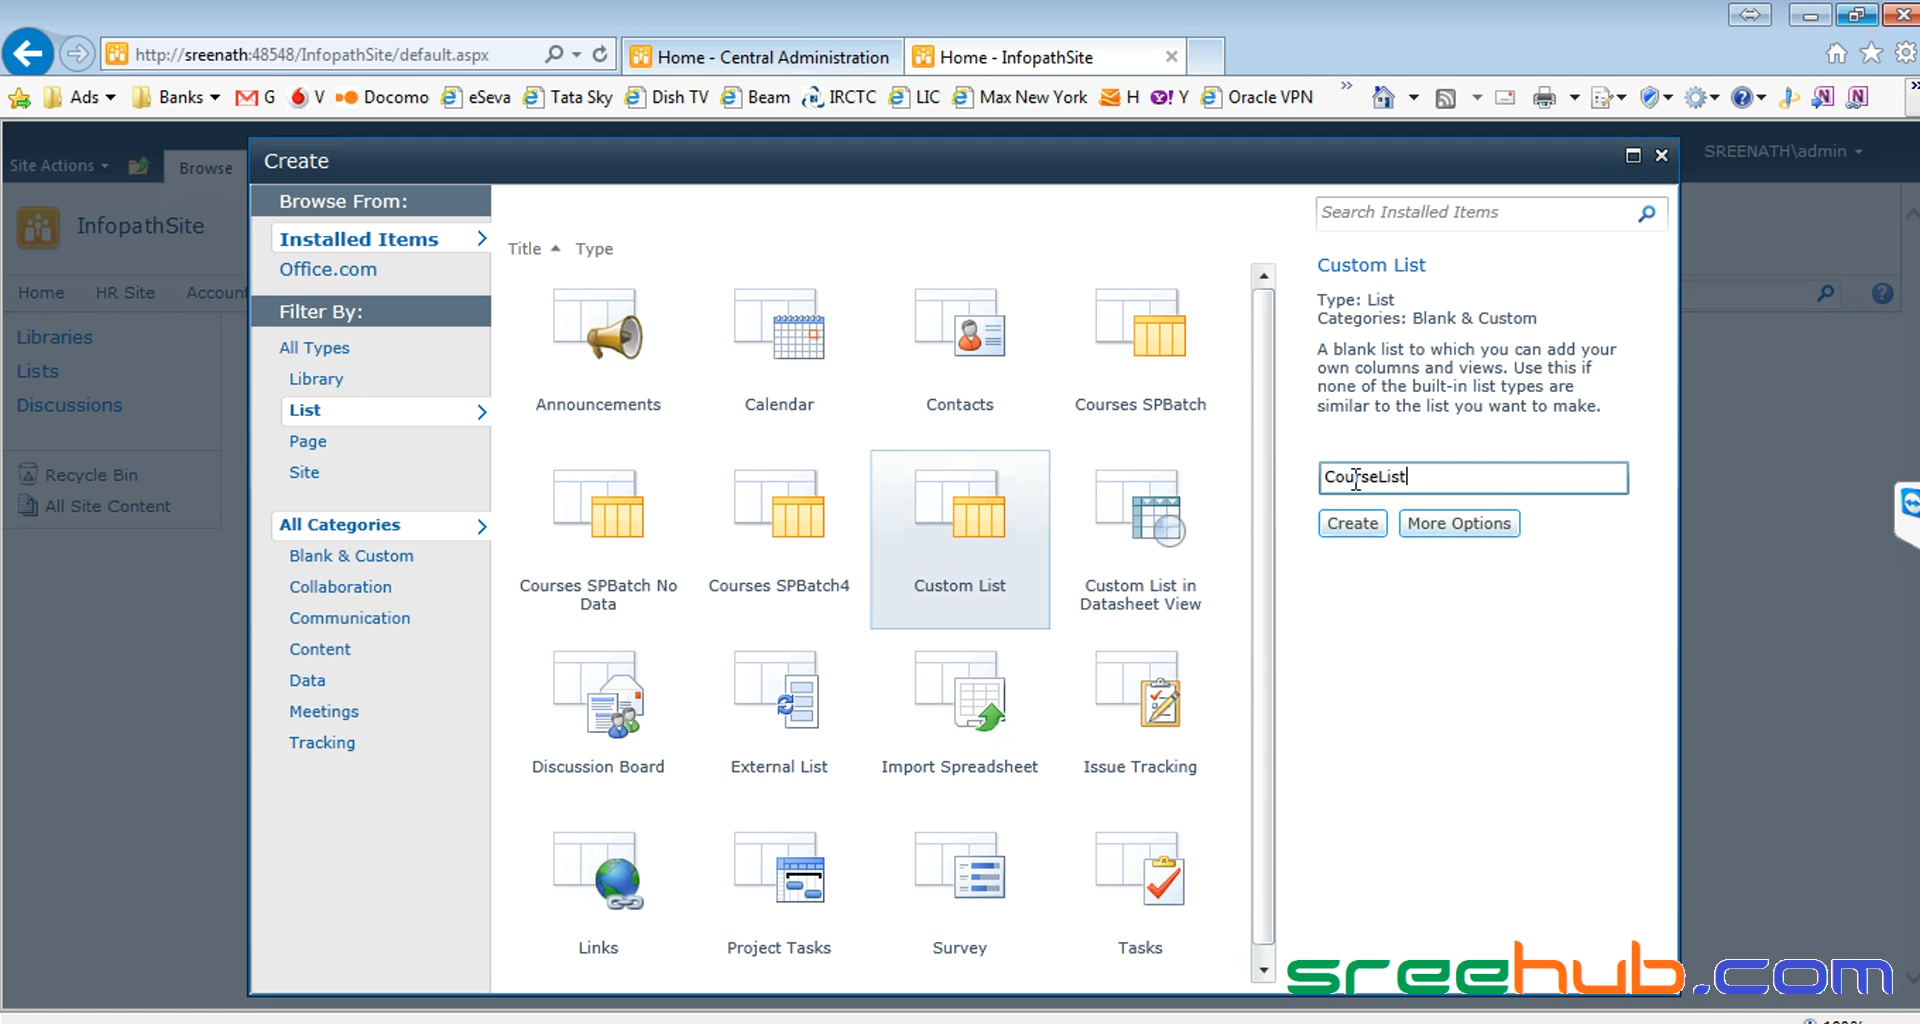 http://sreenath:48548/InfopathSite/default.aspx
Home - Central Administration
Home - InfopathSite
Ads
Banks
G
V
Docomo
eSeva
Tata Sky
Dish TV
Beam
IRCTC
LIC
Max New York
H
Y
Oracle VPN
Site Actions
Browse
Create
SREENATH\admin
InfopathSite
Home
HR Site
Account
Libraries
Lists
Discussions
Recycle Bin
All Site Content
Browse From:
Installed Items
Office.com
Filter By:
All Types
Library
List
Page
Site
All Categories
Blank & Custom
Collaboration
Communication
Content
Data
Meetings
Tracking
Title
Type
Announcements
Calendar
Contacts
Courses SPBatch
Courses SPBatch No
Data
Courses SPBatch4
Custom List
Custom List in
Datasheet View
Discussion Board
External List
Import Spreadsheet
Issue Tracking
Links
Project Tasks
Survey
Tasks
Search Installed Items
Custom List
Type: List
Categories: Blank & Custom
A blank list to which you can add your
own columns and views. Use this if
none of the built-in list types are
similar to the list you want to make.
CourseList
Create
More Options
sreehub.com